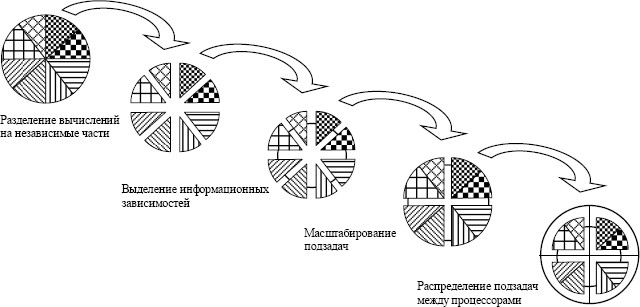 Разделение вычислений
на независимые части
Выделение информационных
зависимостей
Масштабирование
подзадач
Распределение подзадач
между процессорами